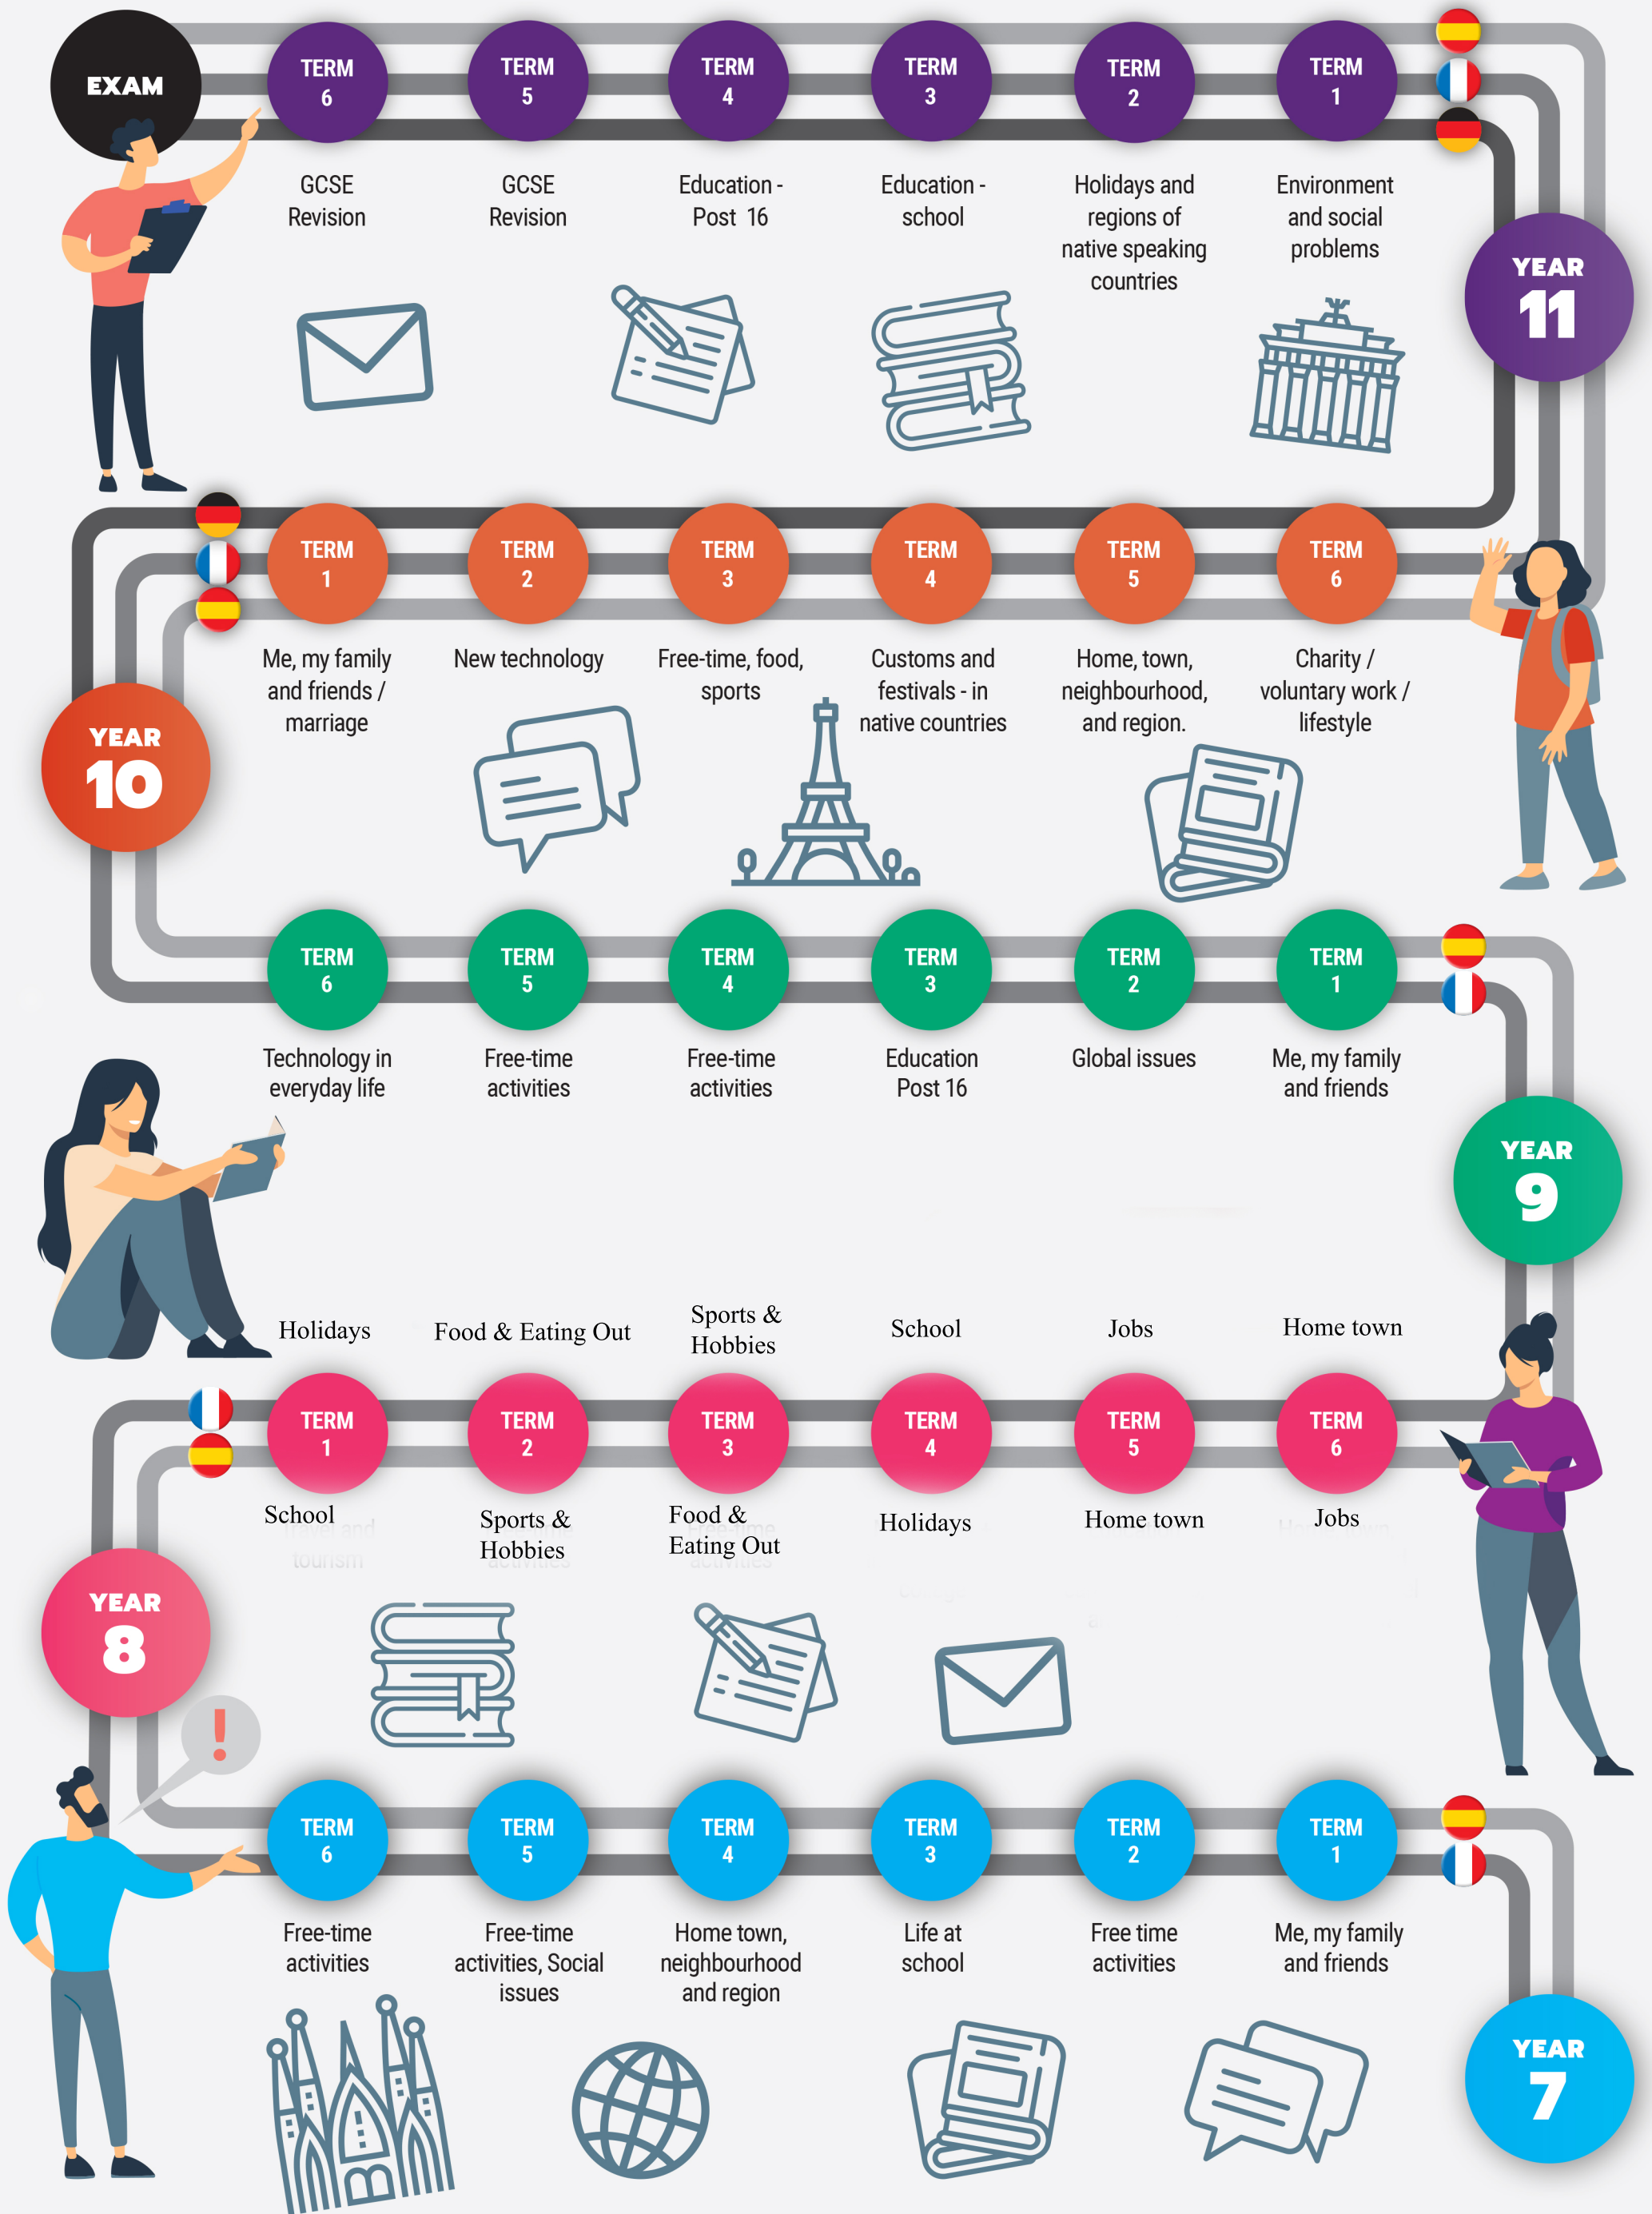 EXAM
TERM
6
TERM
5
TERM
4
TERM
3
TERM
2
TERM
1
GCSE
Revision
GCSE
Revision
Education -
Post 16
Education -
school
Holidays and
regions of
native speaking
countries
Environment
and social
problems
YEAR
11
TERM
1
TERM
2
TERM
3
TERM
4
TERM
5
TERM
6
Me, my family
and friends /
marriage
New technology
Free-time, food,
sports
Customs and
festivals - in
native countries
Home, town,
neighbourhood,
and region.
Charity /
voluntary work /
lifestyle
YEAR
10
TERM
6
TERM
5
TERM
4
TERM
3
TERM
2
TERM
1
Technology in
everyday life
Free-time
activities
Free-time
activities
Education
Post 16
Global issues
Me, my family
and friends
YEAR
9
Holidays
Food & Eating Out
Sports &
Hobbies
School
Jobs
Home town
TERM
1
TERM
2
TERM
3
TERM
4
TERM
5
TERM
6
School
travel and
tourism
Sports &
Hobbies
Food &
Eating Out
Holidays
Home town
Jobs
YEAR
8
!
TERM
6
TERM
5
TERM
4
TERM
3
TERM
2
TERM
1
Free-time
activities
Free-time
activities, Social
issues
Home town,
neighbourhood
and region
Life at
school
Free time
activities
Me, my family
and friends
YEAR
7